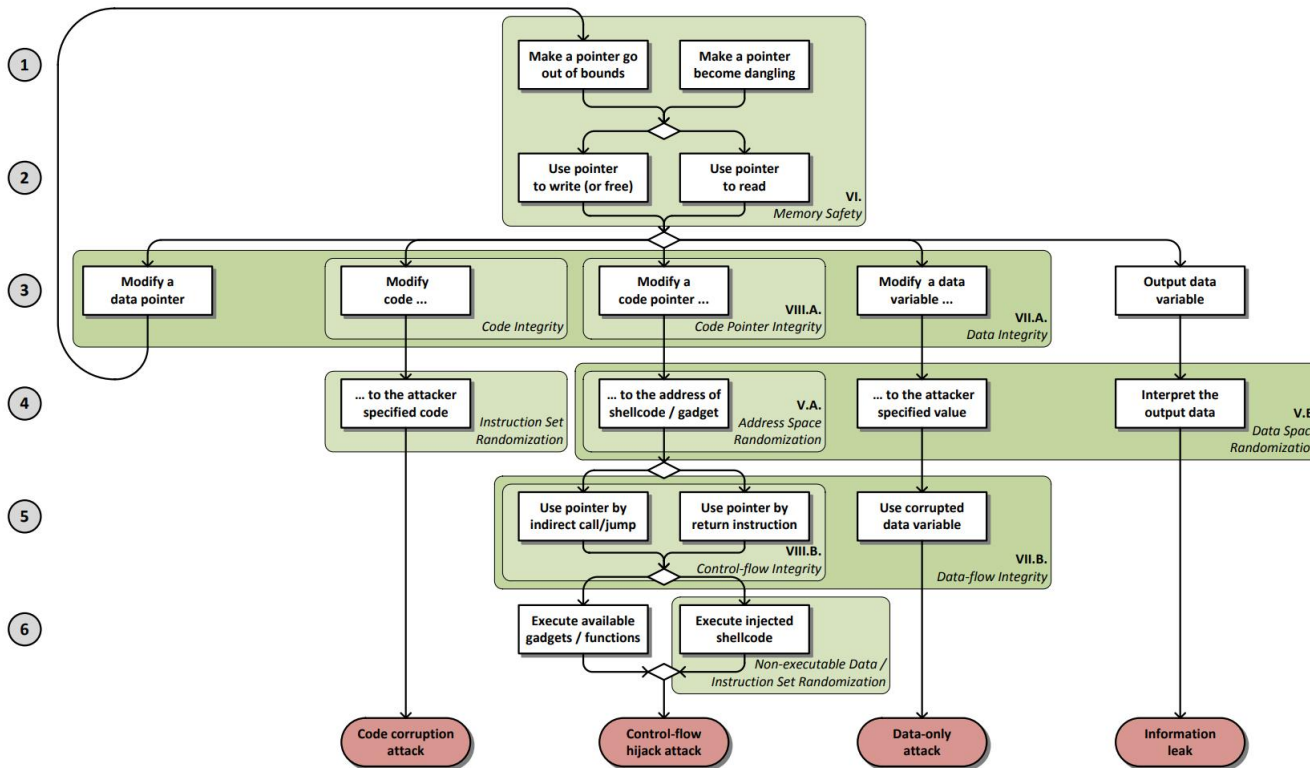 1
Make a pointer go
out of bounds
Make a pointer
become dangling
2
Use pointer
to write (or free)
Use pointer
to read
VI.
Memory Safety
3
Modify a
data pointer
Modify
code ...
Code Integrity
Modify a
code pointer ...
VIII.A.
Code Pointer Integrity
Modify a data
variable ...
VII.A.
Data Integrity
Output data
variable
4
... to the attacker
specified code
Instruction Set
Randomization
... to the address of
shellcode / gadget
V.A.
Address Space
Randomization
... to the attacker
specified value
Interpret the
output data
V.B
Data Space
Randomization
5
Use pointer by
indirect call/jump
Use pointer by
return instruction
VIII.B.
Control-flow Integrity
Use corrupted
data variable
VII.B.
Data-flow Integrity
6
Execute available
gadgets / functions
Execute injected
shellcode
Non-executable Data /
Instruction Set Randomization
Code corruption
attack
Control-flow
hijack attack
Data-only
attack
Information
leak